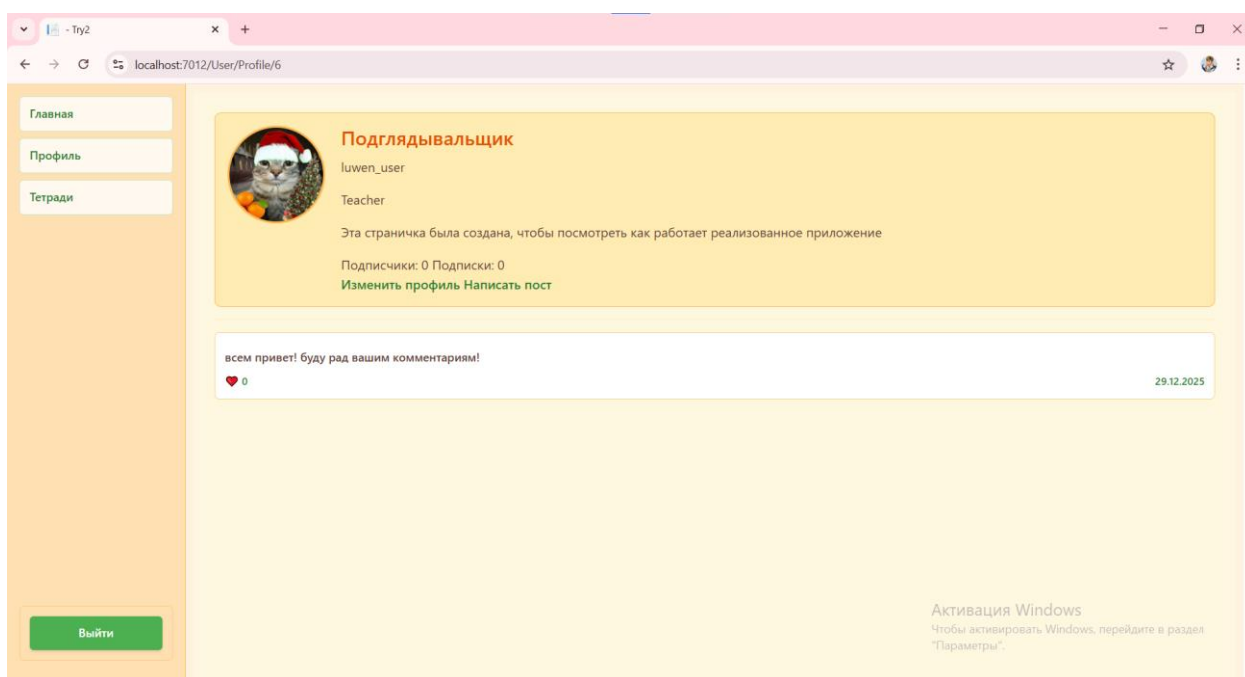 - Try2
localhost:7012/User/Profile/6
Главная
Профиль
Тетради
Подглядывальщик
luwen_user
Teacher
Эта страничка была создана, чтобы посмотреть как работает реализованное приложение
Подписчики: 0 Подписки: 0
Изменить профиль Написать пост
всем привет! буду рад вашим комментариям!
0
29.12.2025
Выйти
Активация Windows
Чтобы активировать Windows, перейдите в раздел
"Параметры".